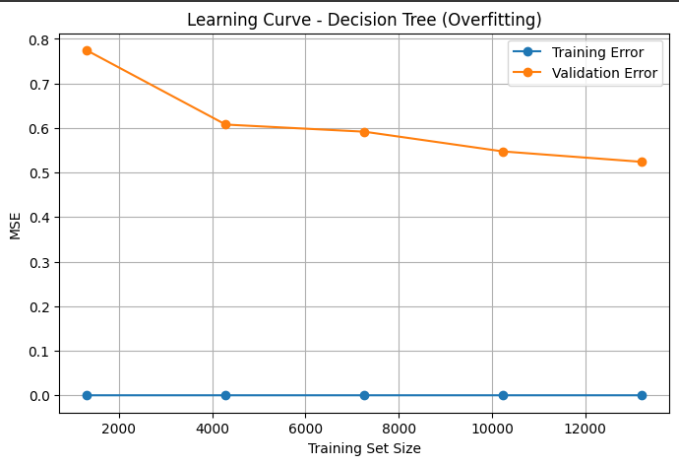 Learning Curve - Decision Tree (Overfitting)
Training Error
Validation Error
0.8
0.7
0.6
0.5
0.4
0.3
0.2
0.1
0.0
MSE
2000 4000 6000 8000 10000 12000
Training Set Size